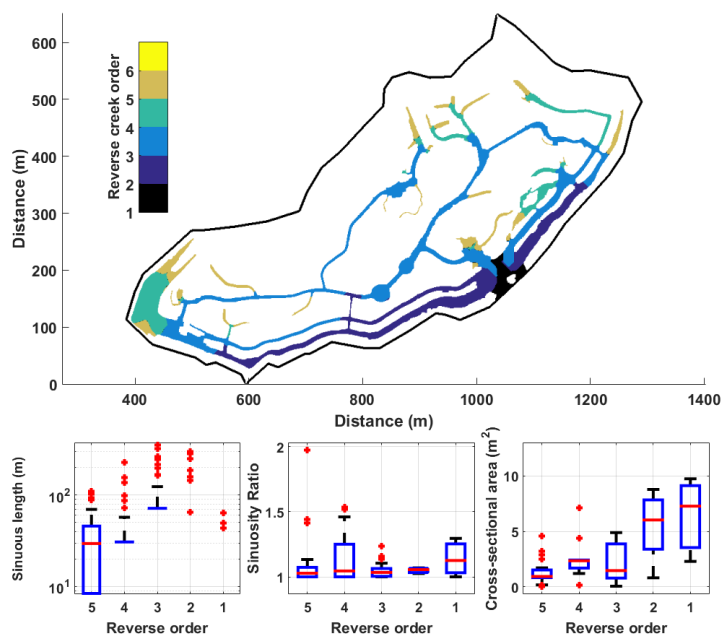 600
500
400
300
200
100
0
Distance (m)
Reverse creek order
6
5
4
3
2
1
400
600
800
1000
1200
1400
Distance (m)
Sinuous length (m)
10²
10¹
5 4 3 2 1
Reverse order
Sinuosity Ratio
2
1.5
1
5 4 3 2 1
Reverse order
Cross-sectional area (m²)
10
5
0
5 4 3 2 1
Reverse order